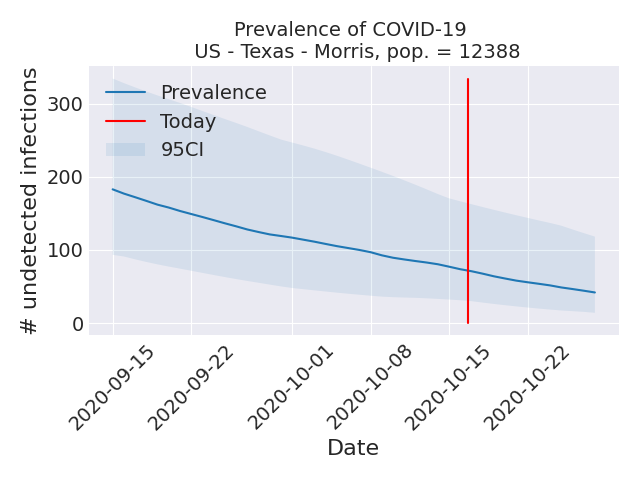 Prevalence of COVID-19
US - Texas - Morris, pop. = 12388
# undetected infections
300
200
100
0
Prevalence
Today
95CI
2020-09-15
2020-09-22
2020-10-01
2020-10-08
2020-10-15
2020-10-22
Date